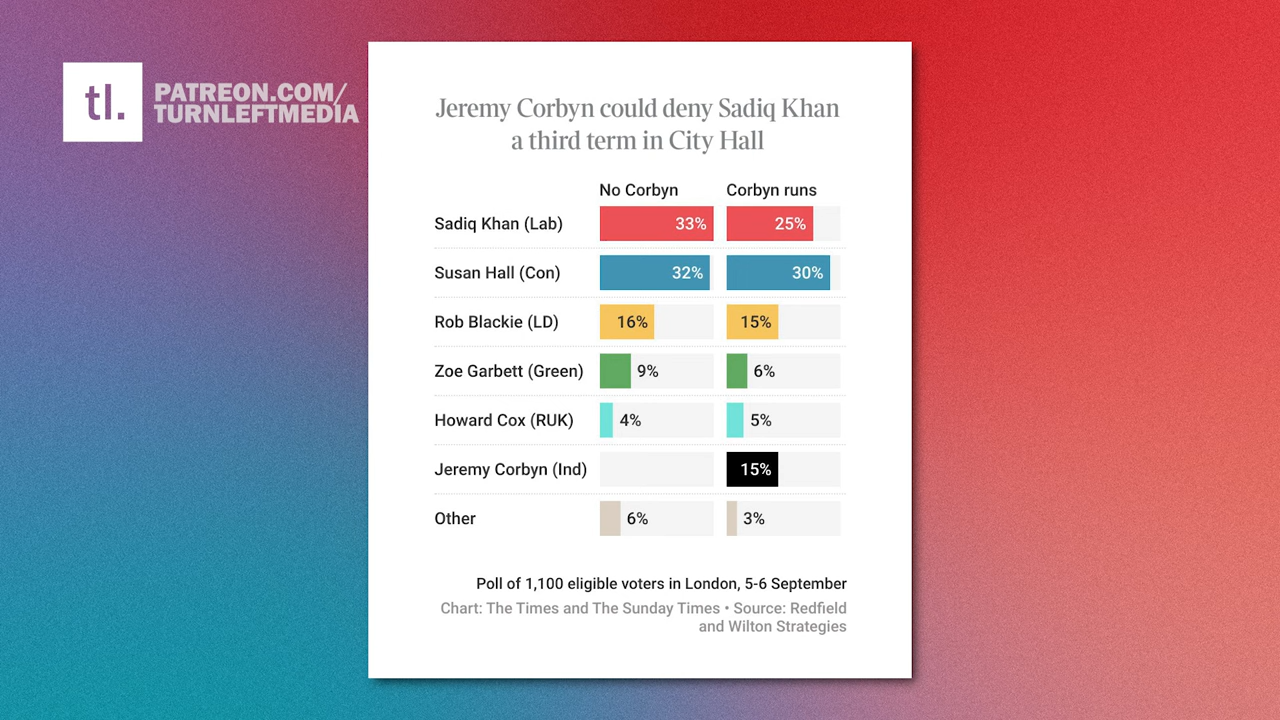 tl.
PATREON.COM/
TURNLEFTMEDIA
Jeremy Corbyn could deny Sadiq Khan
a third term in City Hall
No Corbyn Corbyn runs
Sadiq Khan (Lab) 33% 25%
Susan Hall (Con) 32% 30%
Rob Blackie (LD) 16% 15%
Zoe Garbett (Green) 9% 6%
Howard Cox (RUK) 4% 5%
Jeremy Corbyn (Ind) 15%
Other 6% 3%
Poll of 1,100 eligible voters in London, 5-6 September
Chart: The Times and The Sunday Times • Source: Redfield
and Wilton Strategies